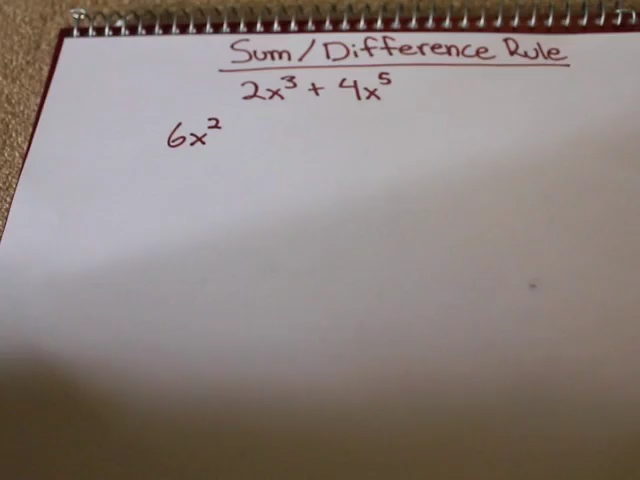 Sum/Difference Rule
2x³ + 4x⁵
6x²